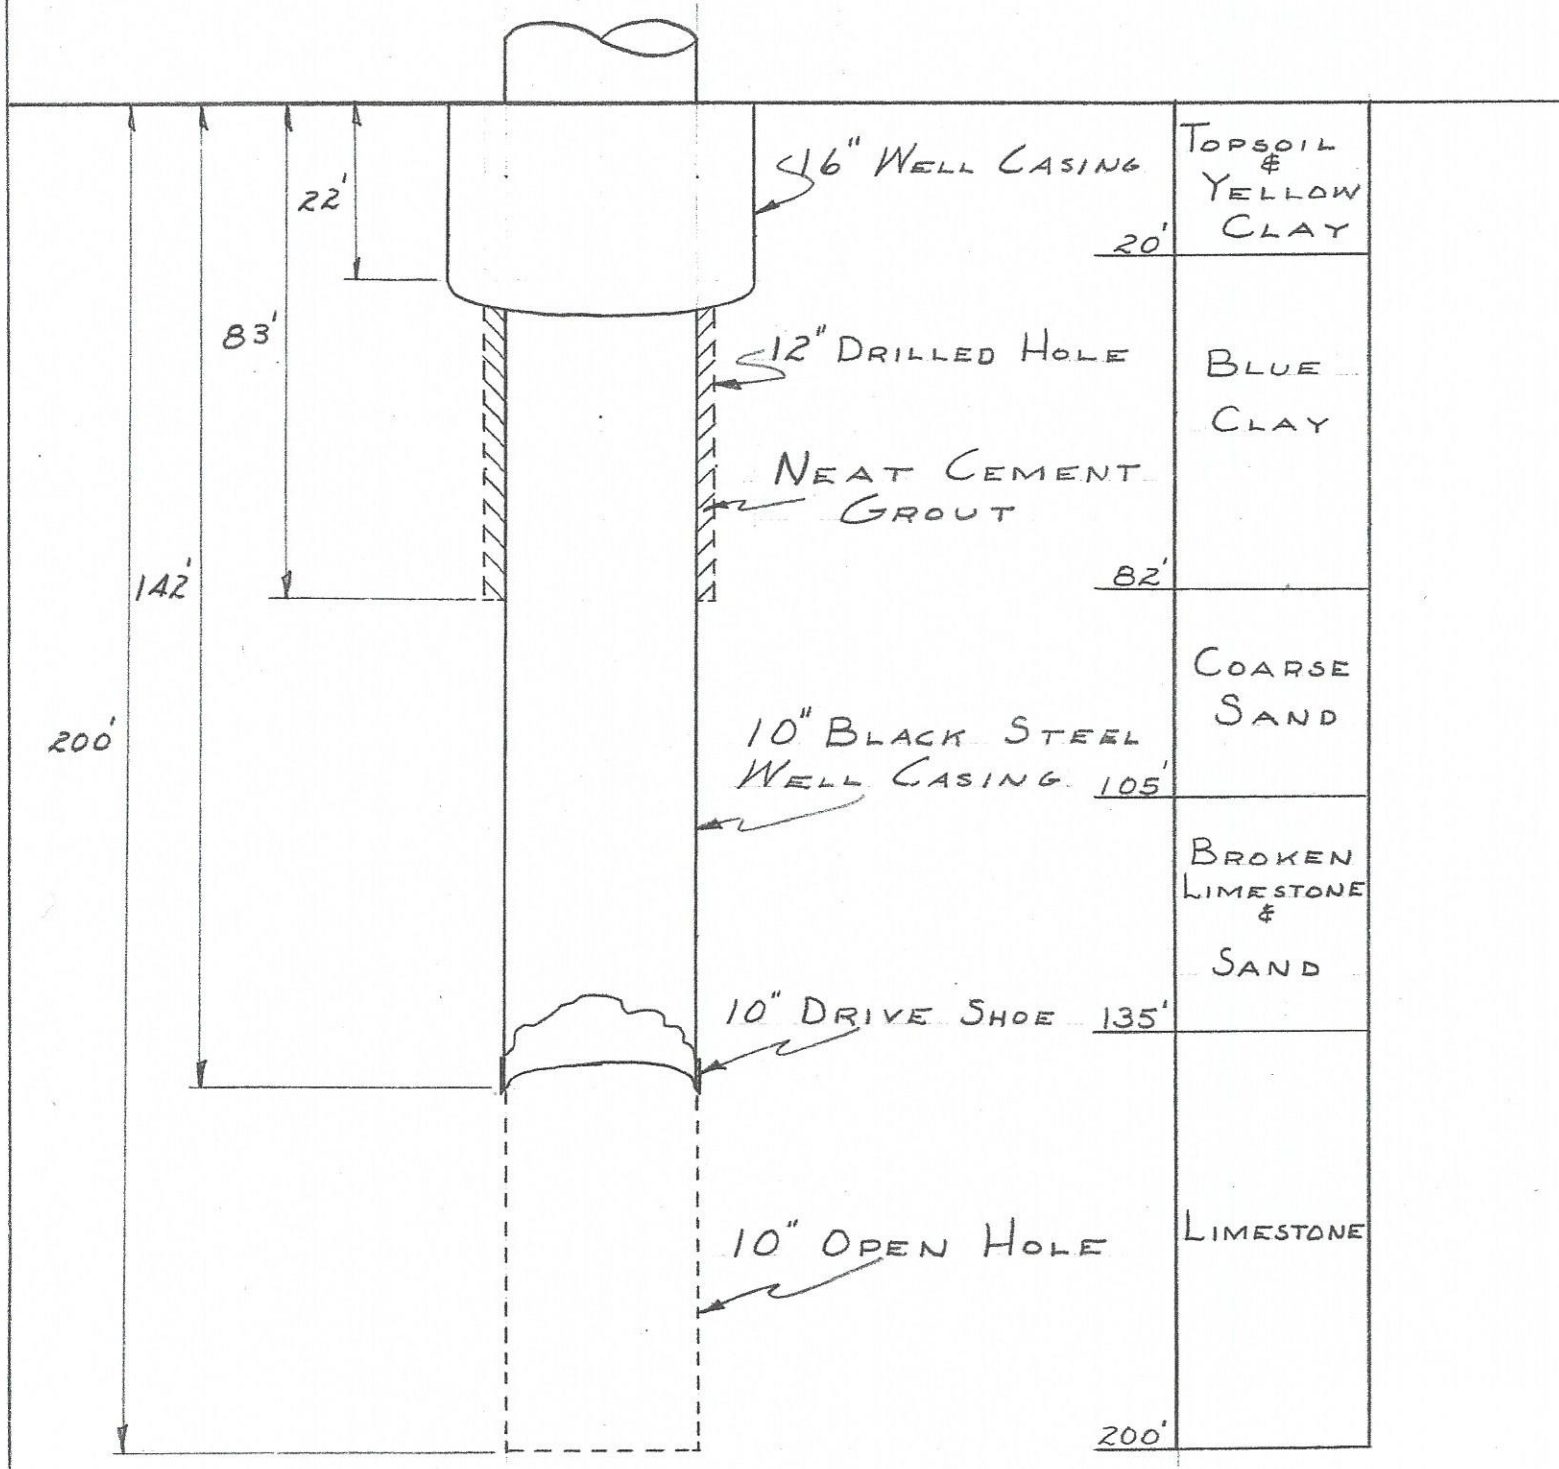 22'
83'
142'
200'
16" WELL CASING
12" DRILLED HOLE
NEAT CEMENT
GROUT
10" BLACK STEEL
WELL CASING
10" DRIVE SHOE
10" OPEN HOLE
TOPSOIL
&
YELLOW
CLAY
20'
BLUE
CLAY
82'
COARSE
SAND
105'
BROKEN
LIMESTONE
&
SAND
135'
LIMESTONE
200'